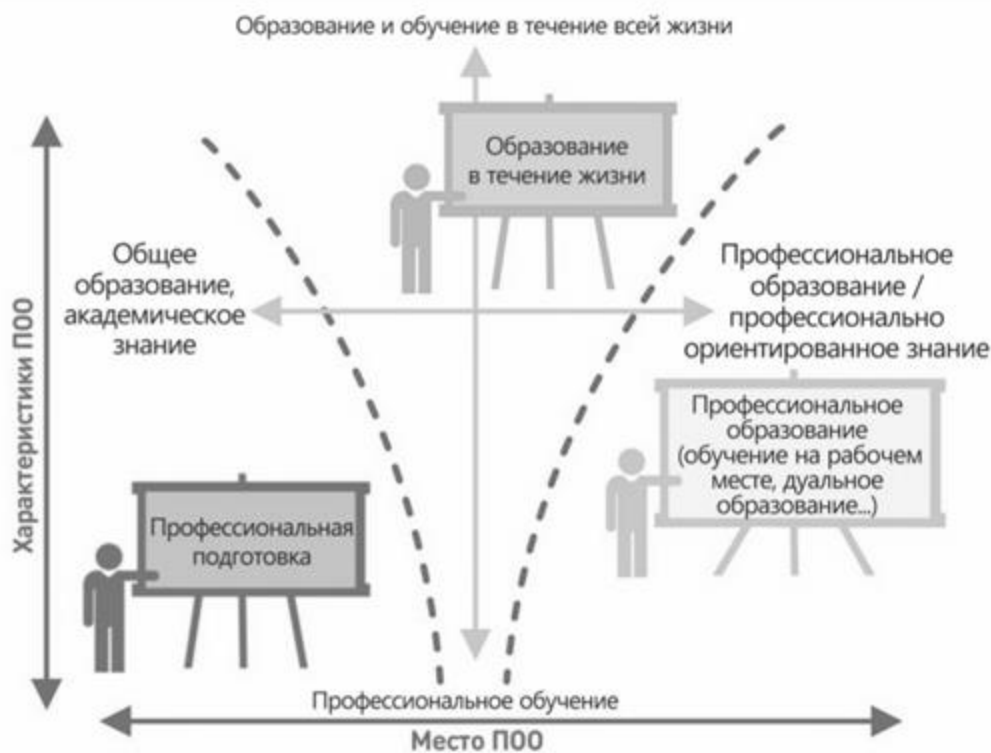 Образование и обучение в течение всей жизни
Образование
в течение жизни
Общее
образование,
академическое
знание
Профессиональное
образование /
профессионально
ориентированное знание
Профессиональное
образование
(обучение на рабочем
месте, дуальное
образование...)
Характеристики ПОО
Профессиональная
подготовка
Профессиональное обучение
Место ПОО